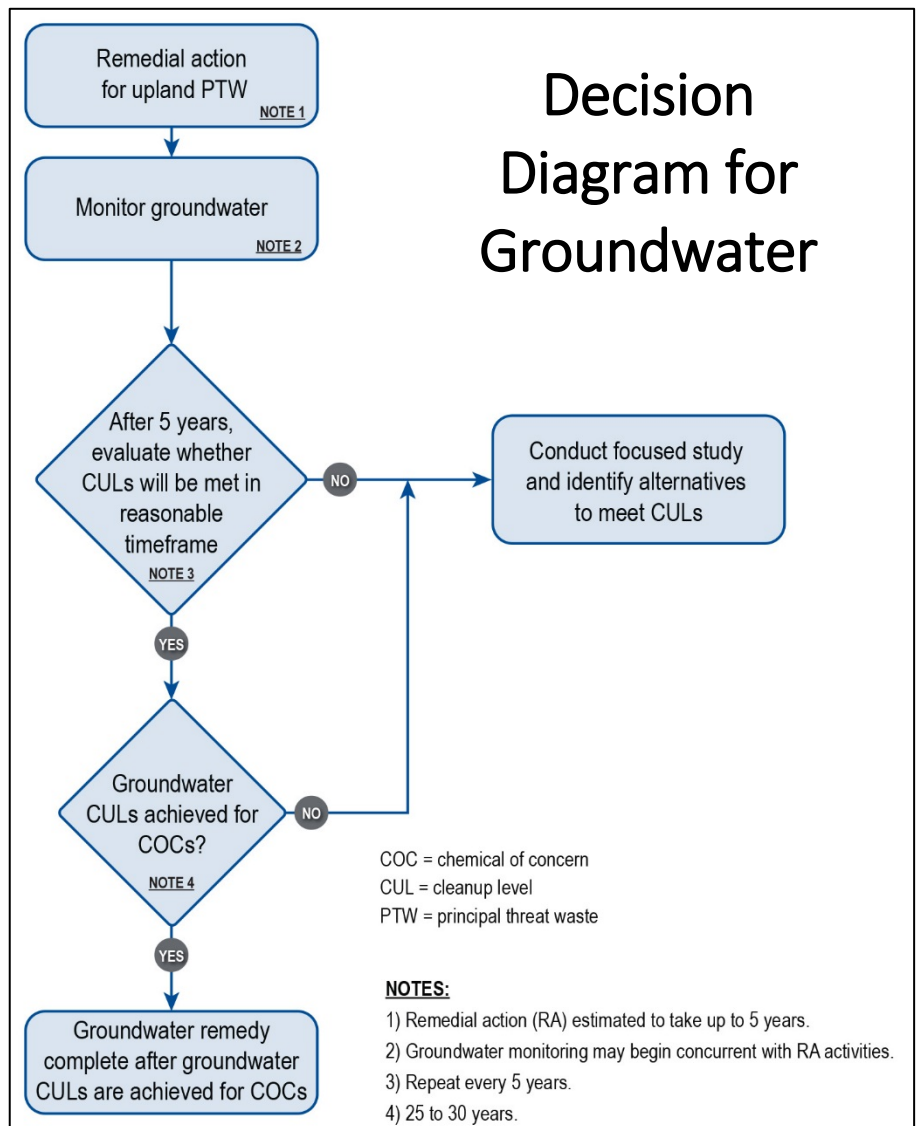 Decision
Diagram for
Groundwater
Remedial action
for upland PTW
NOTE 1
Monitor groundwater
NOTE 2
After 5 years,
evaluate whether
CULs will be met in
reasonable
timeframe
NOTE 3
NO
Conduct focused study
and identify alternatives
to meet CULs
YES
Groundwater
CULs achieved for
COCs?
NOTE 4
NO
YES
Groundwater remedy
complete after groundwater
CULs are achieved for COCs
COC = chemical of concern
CUL = cleanup level
PTW = principal threat waste
NOTES:
1) Remedial action (RA) estimated to take up to 5 years.
2) Groundwater monitoring may begin concurrent with RA activities.
3) Repeat every 5 years.
4) 25 to 30 years.